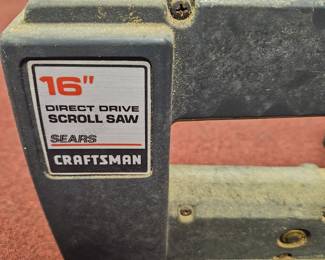 16"
DIRECT DRIVE
SCROLL SAW
SEARS
CRAFTSMAN